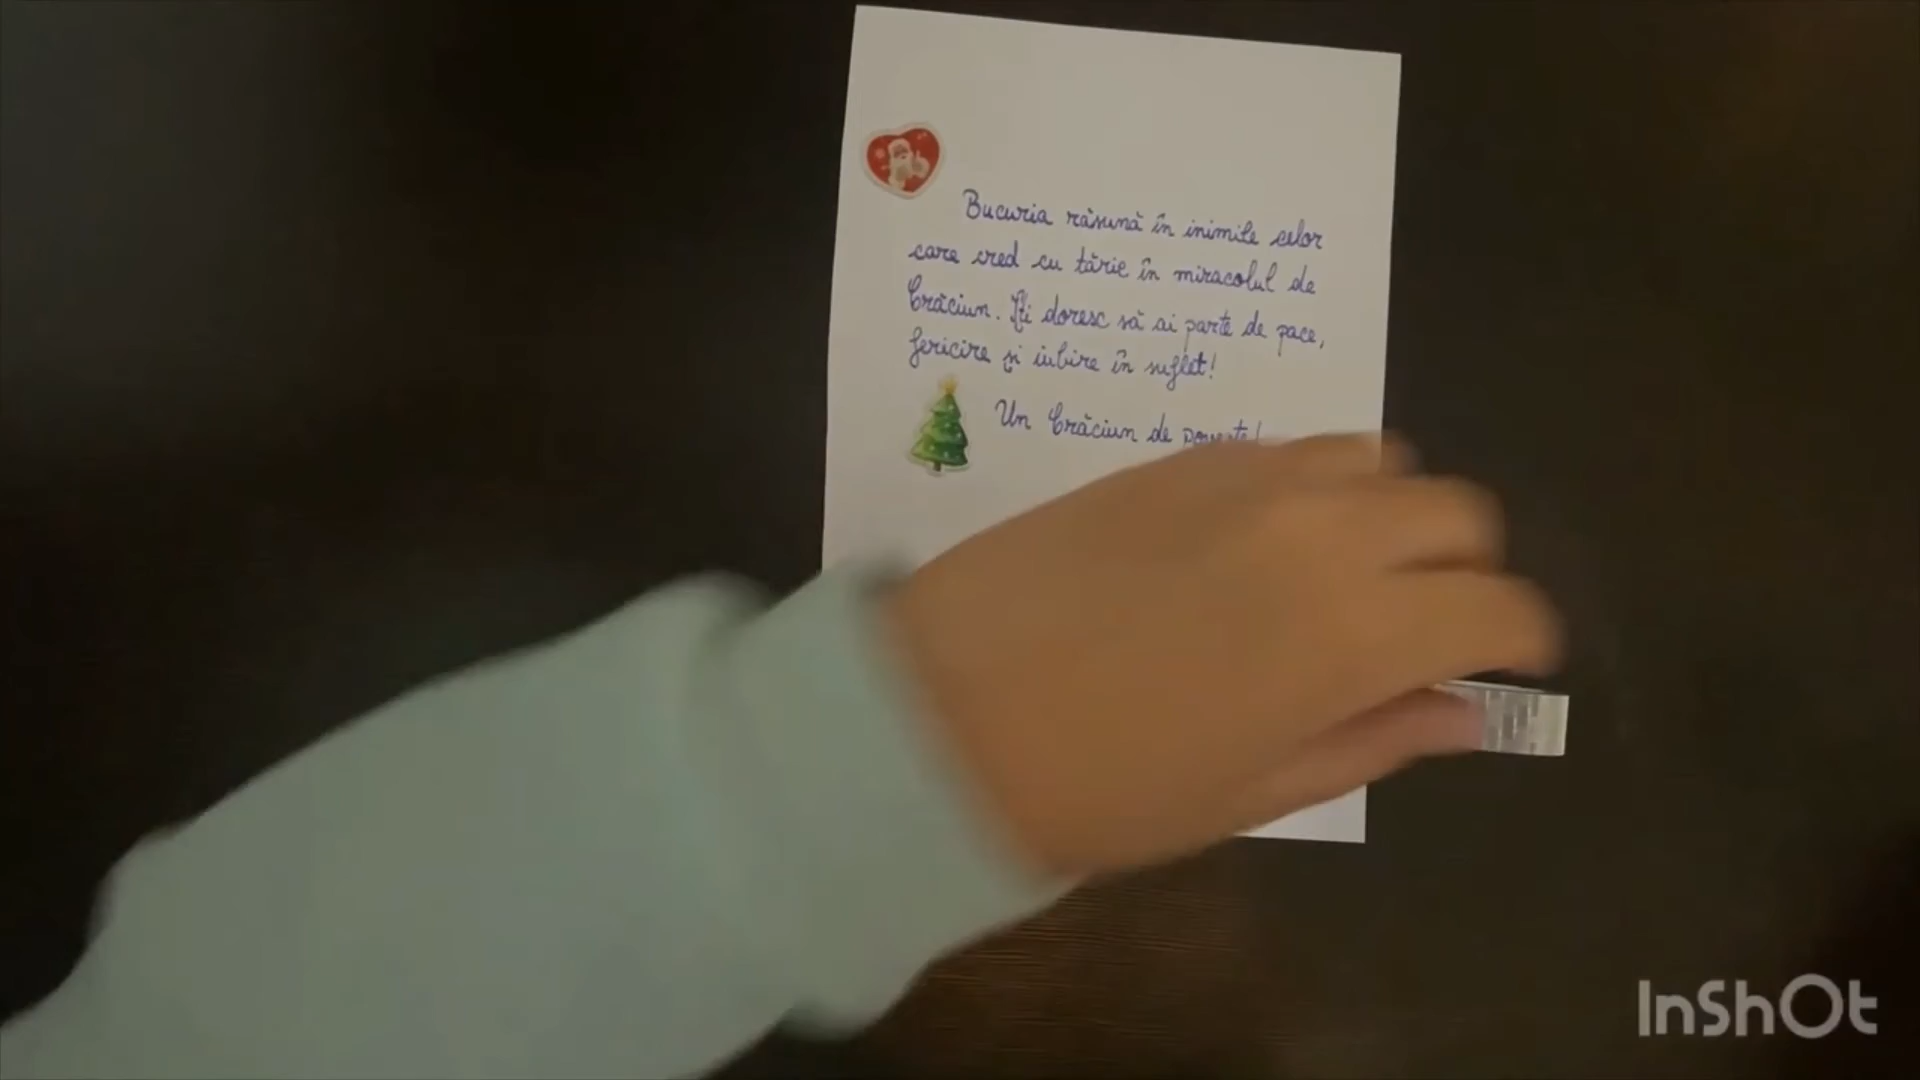 Bucuria răsună în inimile celor
care cred cu tărie în miracolul de
Crăciun. Îți doresc să ai parte de pace,
fericire și iubire în suflet!
Un Crăciun de poveste!
InShOt